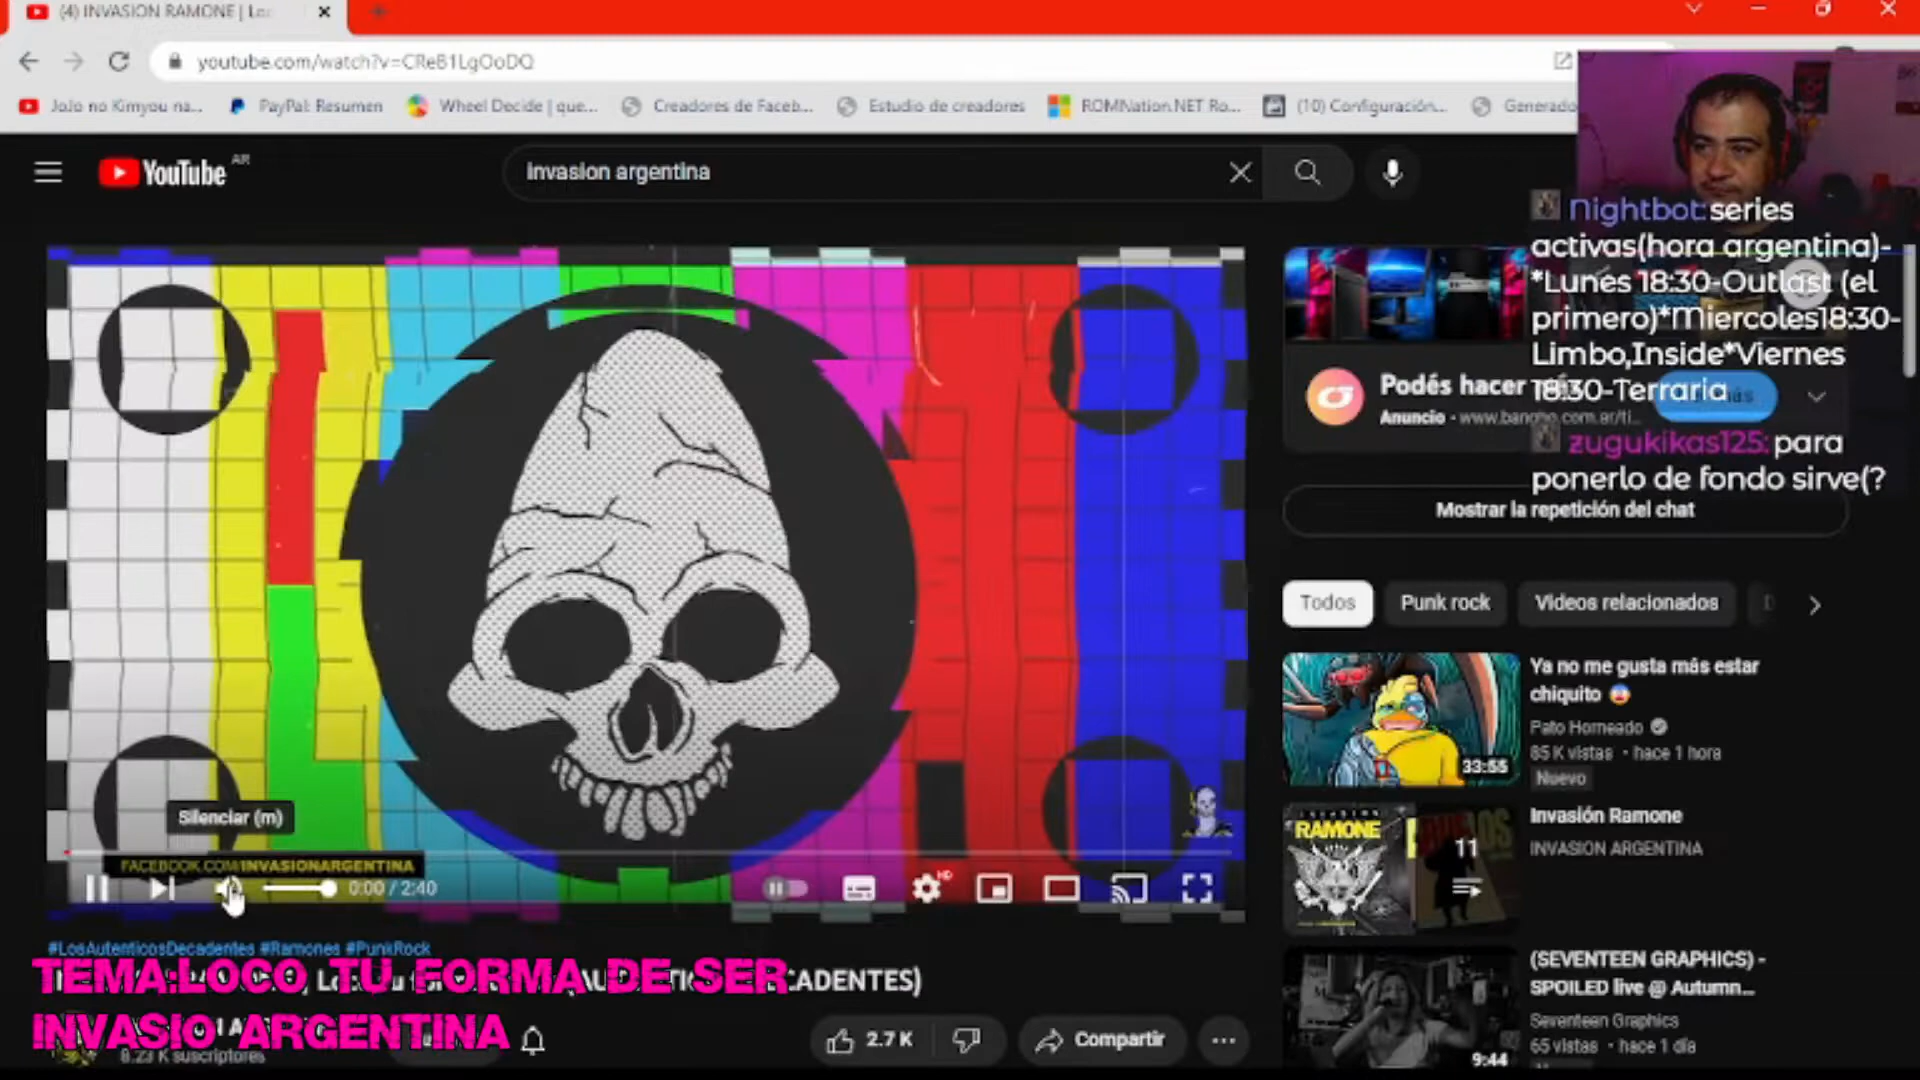 (4) INVASION RAMONE | Lo
youtube.com/watch?v=CReB1LgOoDQ
JoJo no Kimyou na...
PayPal: Resumen
Wheel Decide | que...
Creadores de Faceb...
Estudio de creadores
ROMNation.NET Ro...
(10) Configuración...
Generado
YouTube AR
invasion argentina
Nightbot: series
activas(hora argentina)-
*Lunes 18:30-Outlast (el
primero)*Miercoles18:30-
Limbo,Inside*Viernes
18:30-Terraria
Podés hacer
Anuncio
zugukikas125: para
ponerlo de fondo sirve(?
Mostrar la repetición del chat
Todos
Punk rock
Videos relacionados
Ya no me gusta más estar
chiquito
Pato Horneado
85 K vistas • hace 1 hora
Nuevo
33:55
RAMONE
11
Invasión Ramone
INVASION ARGENTINA
(SEVENTEEN GRAPHICS) -
SPOILED live @ Autumn...
Seventeen Graphics
65 vistas • hace 1 día
9:44
Silenciar (m)
FACEBOOK.COM/INVASIONARGENTINA
0:00 / 2:40
HD
#LosAutenticosDecadentes #Ramones #PunkRock
CADENTES)
TEMA:LOCO TU FORMA DE SER
INVASIO ARGENTINA
8.23 K suscriptores
2.7 K
Compartir